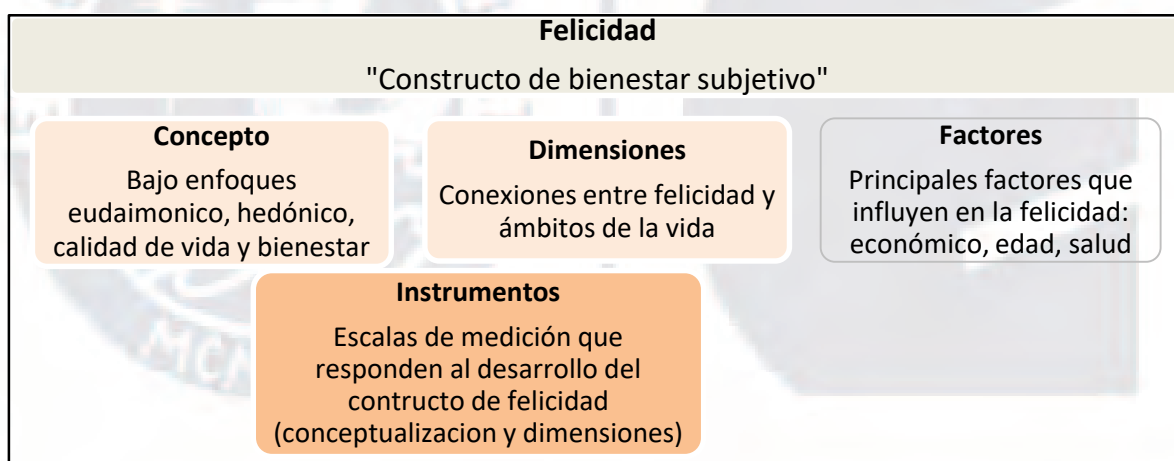 Felicidad
"Constructo de bienestar subjetivo"
Concepto
Bajo enfoques
eudaimonico, hedónico,
calidad de vida y bienestar
Dimensiones
Conexiones entre felicidad y
ámbitos de la vida
Factores
Principales factores que
influyen en la felicidad:
económico, edad, salud
Instrumentos
Escalas de medición que
responden al desarrollo del
contructo de felicidad
(conceptualizacion y dimensiones)